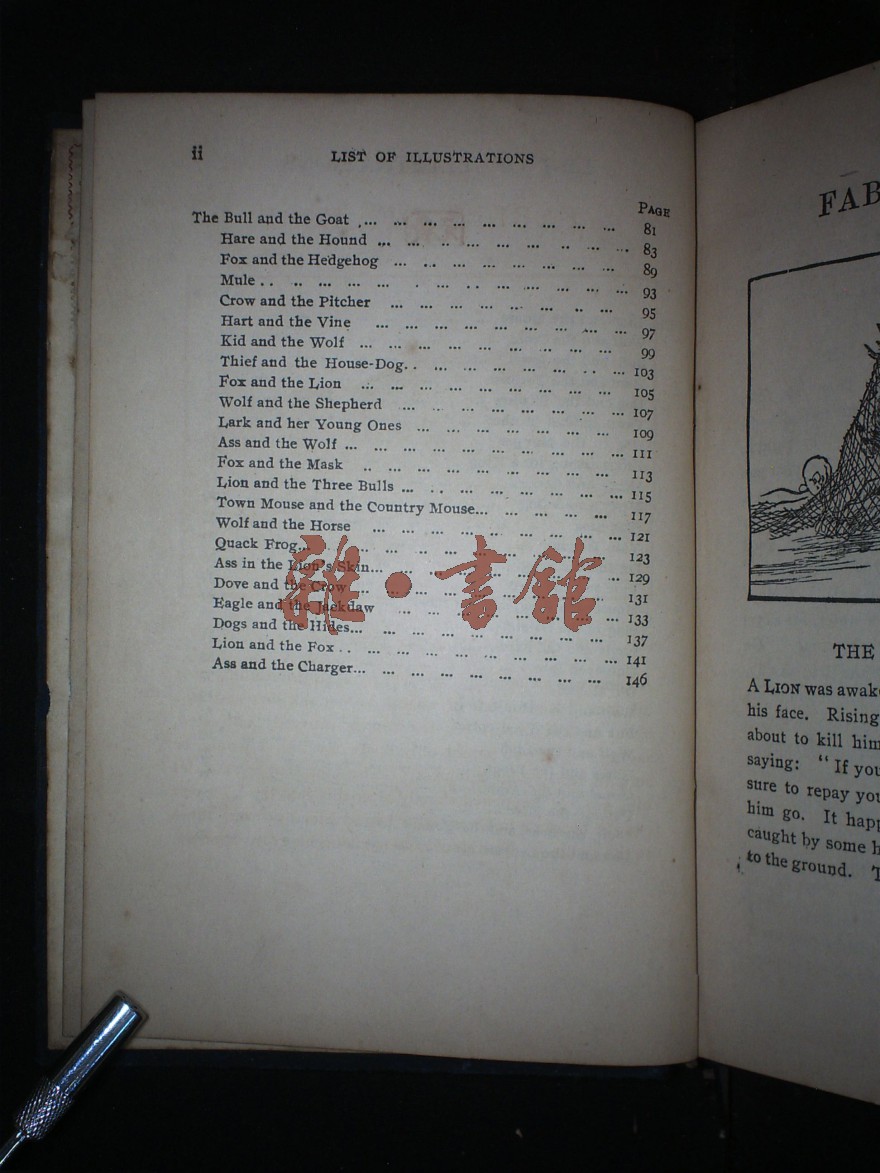 ii
LIST OF ILLUSTRATIONS
PAGE
The Bull and the Goat ... ... ... ... ... ... ... ... 81
Hare and the Hound ... ... ... ... ... ... ... ... 83
Fox and the Hedgehog ... ... ... ... ... ... ... ... 89
Mule .. ... ... ... ... ... ... ... ... ... ... ... 93
Crow and the Pitcher ... ... ... ... ... ... ... ... 95
Hart and the Vine ... ... ... ... ... ... ... ... ... 97
Kid and the Wolf ... ... ... ... ... ... ... ... ... 99
Thief and the House-Dog.. ... ... ... ... ... ... ... 103
Fox and the Lion ... ... ... ... ... ... ... ... ... 105
Wolf and the Shepherd ... ... ... ... ... ... ... ... 107
Lark and her Young Ones ... ... ... ... ... ... ... 109
Ass and the Wolf ... ... ... ... ... ... ... ... ... ... 111
Fox and the Mask ... ... ... ... ... ... ... ... ... 113
Lion and the Three Bulls ... ... ... ... ... ... ... ... 115
Town Mouse and the Country Mouse... ... ... ... ... ... 117
Wolf and the Horse ... ... ... ... ... ... ... ... ... 121
Quack Frog... ... ... ... ... ... ... ... ... ... 123
Ass in the Lion's Skin... ... ... ... ... ... ... ... ... 129
Dove and the Crow ... ... ... ... ... ... ... ... ... 131
Eagle and the Jackdaw ... ... ... ... ... ... ... ... 133
Dogs and the Hides... ... ... ... ... ... ... ... ... 137
Lion and the Fox .. ... ... ... ... ... ... ... ... ... 141
Ass and the Charger... ... ... ... ... ... ... ... ... 146
雜·書館
FAB
THE
A LION was awak
his face. Rising
about to kill him
saying: "If you
sure to repay you
him go. It happ
caught by some h
to the ground. T